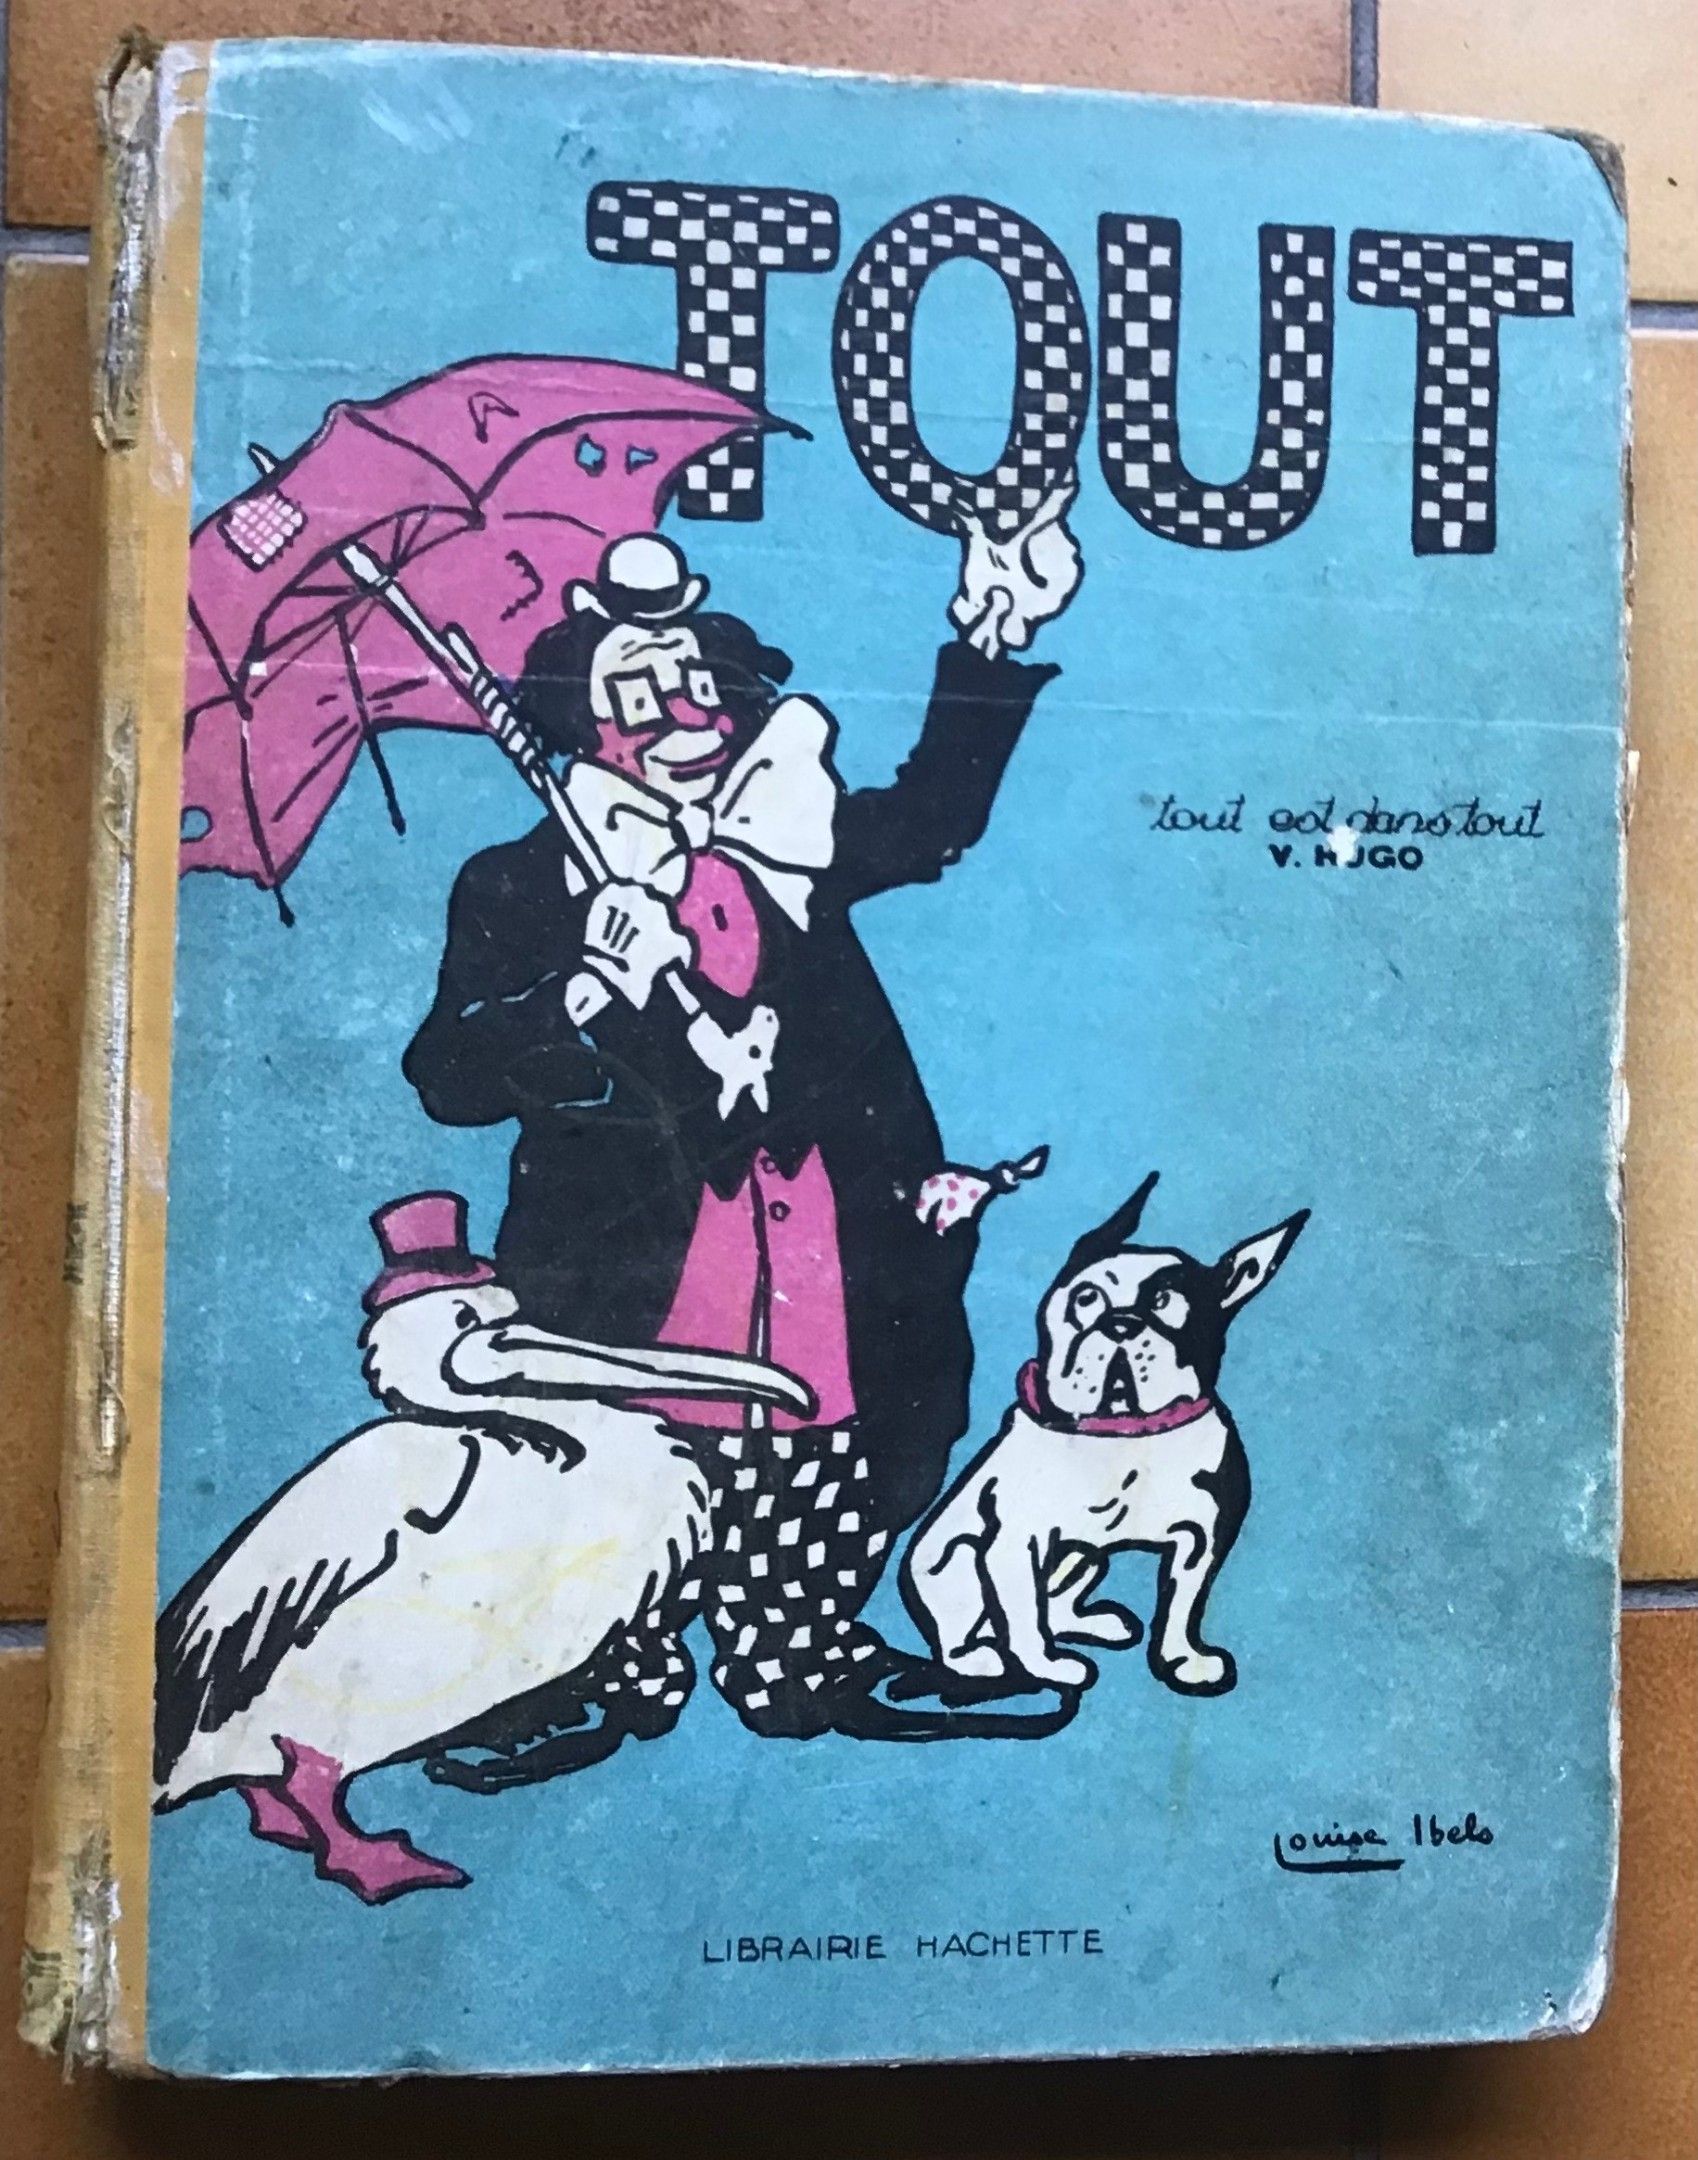 TOUT
tout est dans tout
V. HUGO
Louise Ibels
LIBRAIRIE HACHETTE